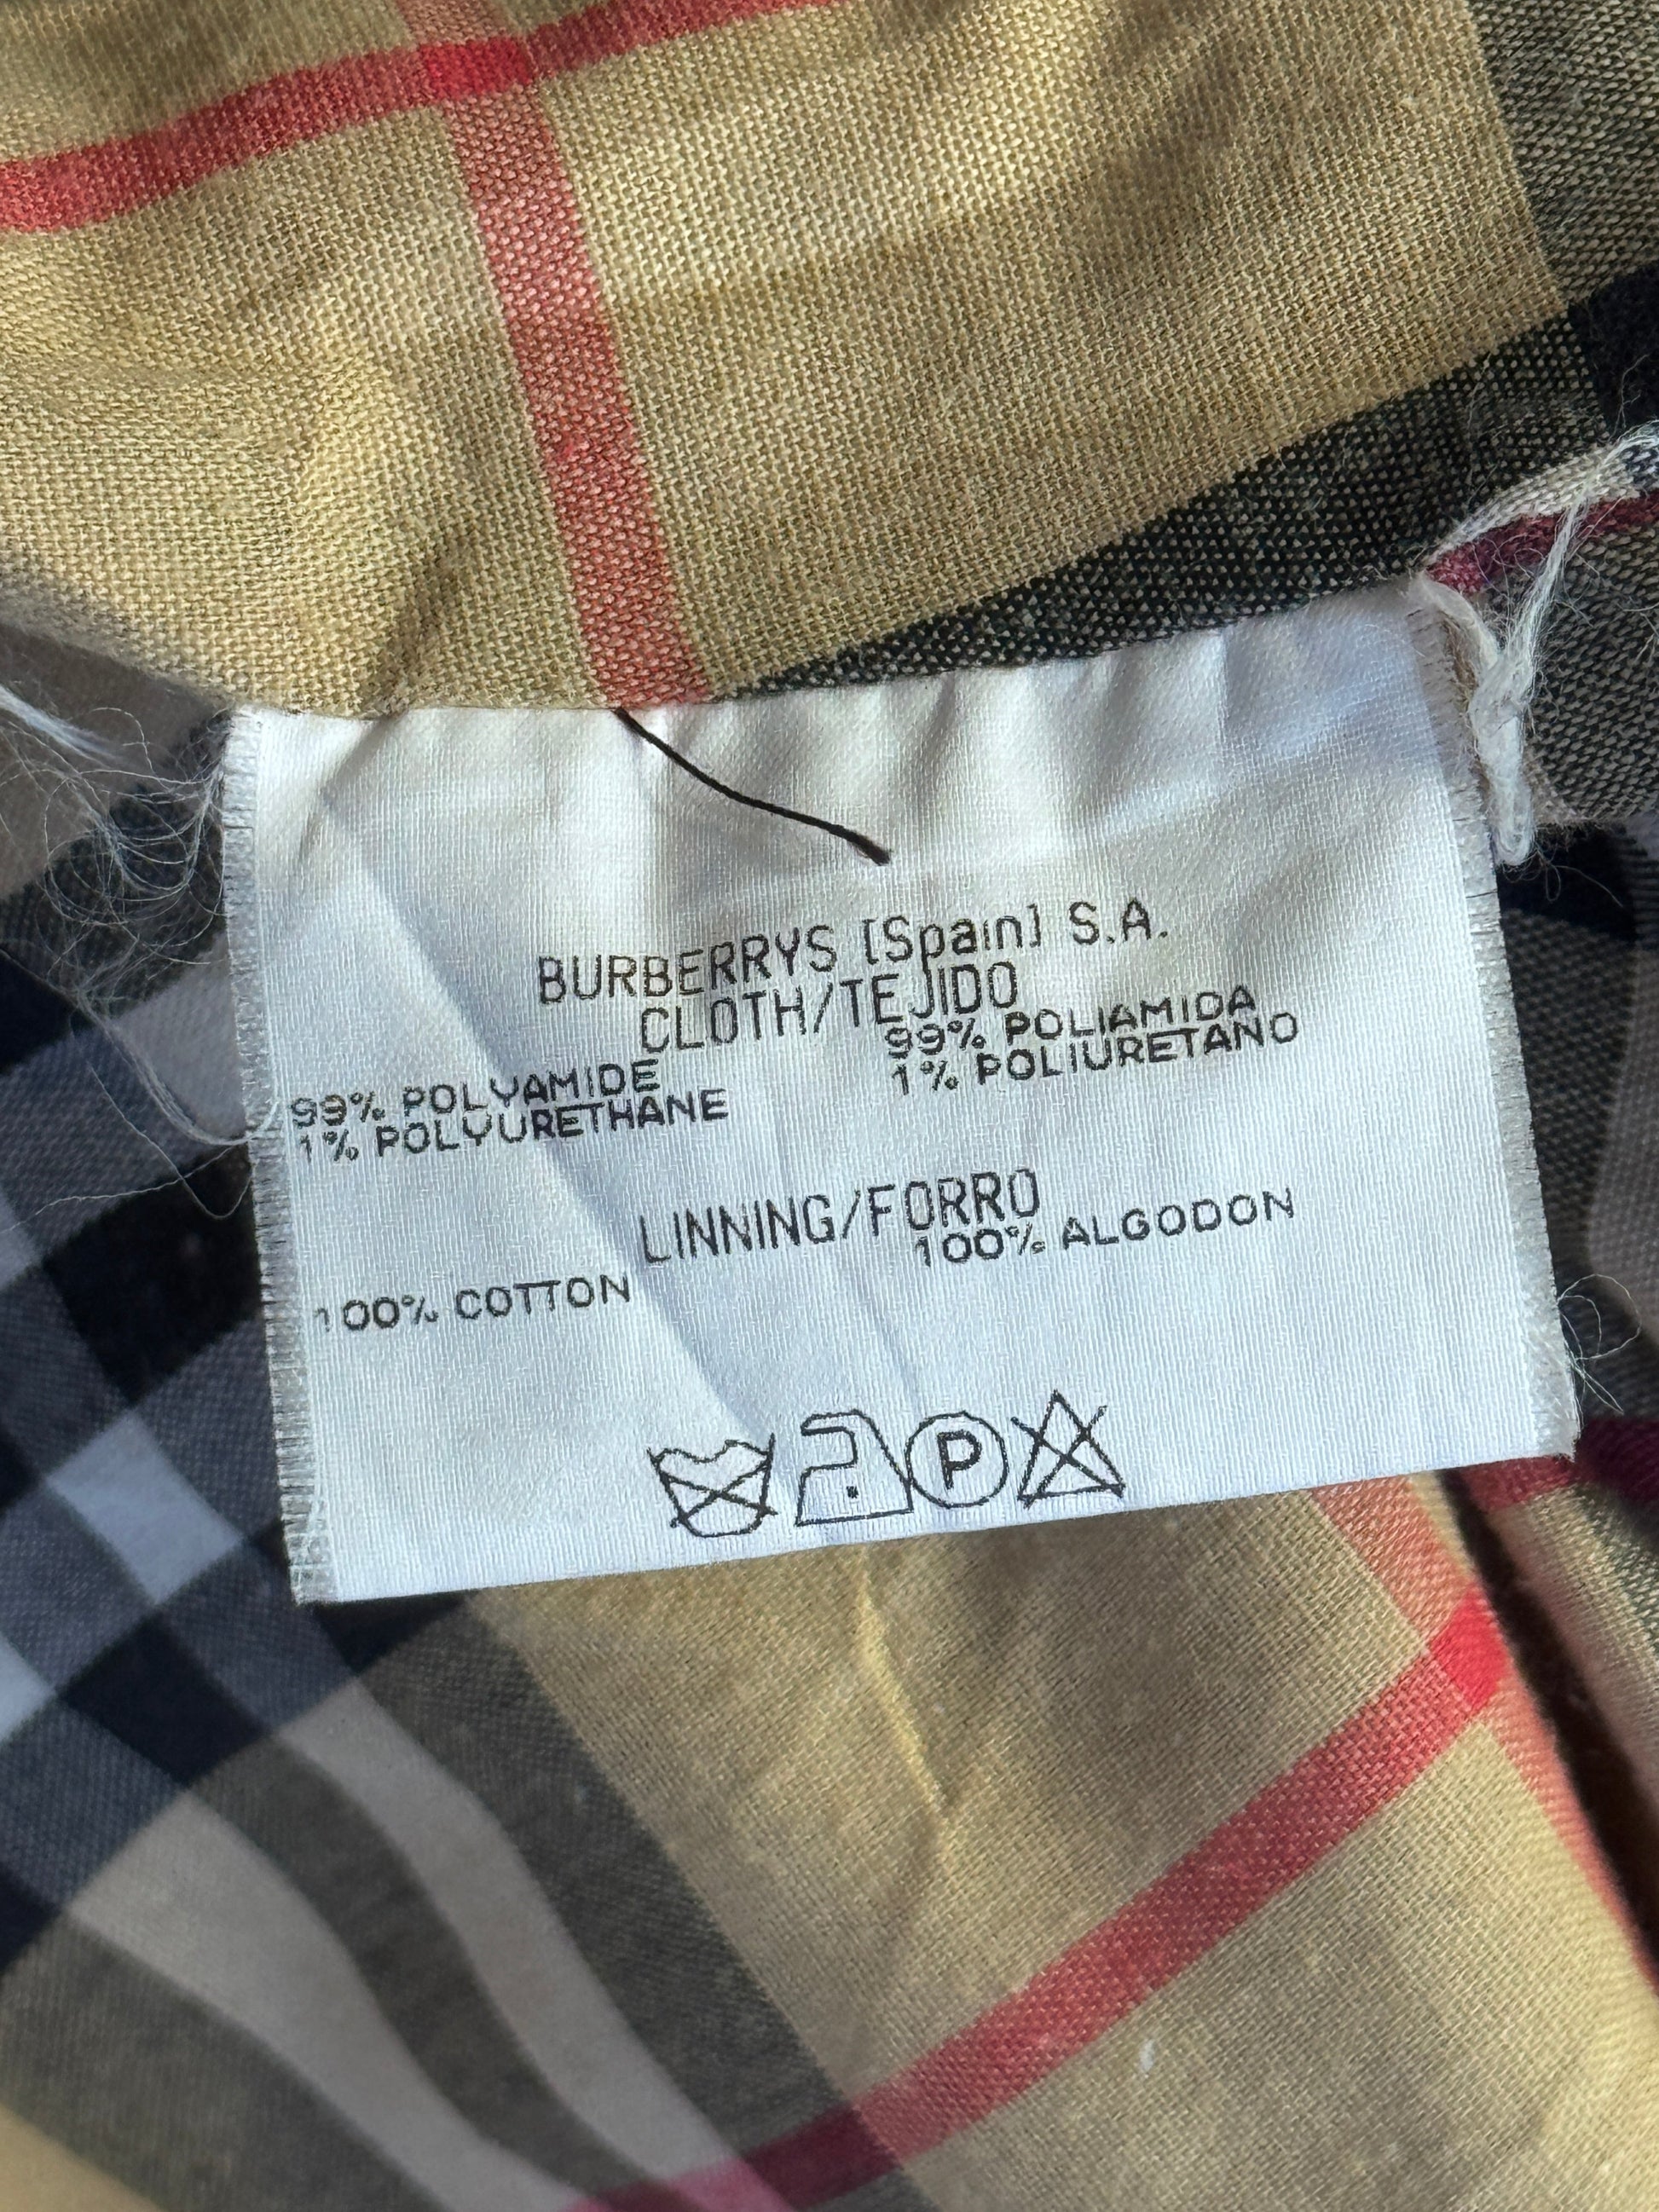 BURBERRYS [Spain] S.A.
CLOTH/TEJIDO
99% POLYAMIDE
1% POLYURETHANE
99% POLIAMIDA
1% POLIURETANO
LINNING/FORRO
100% COTTON
100% ALGODON
P